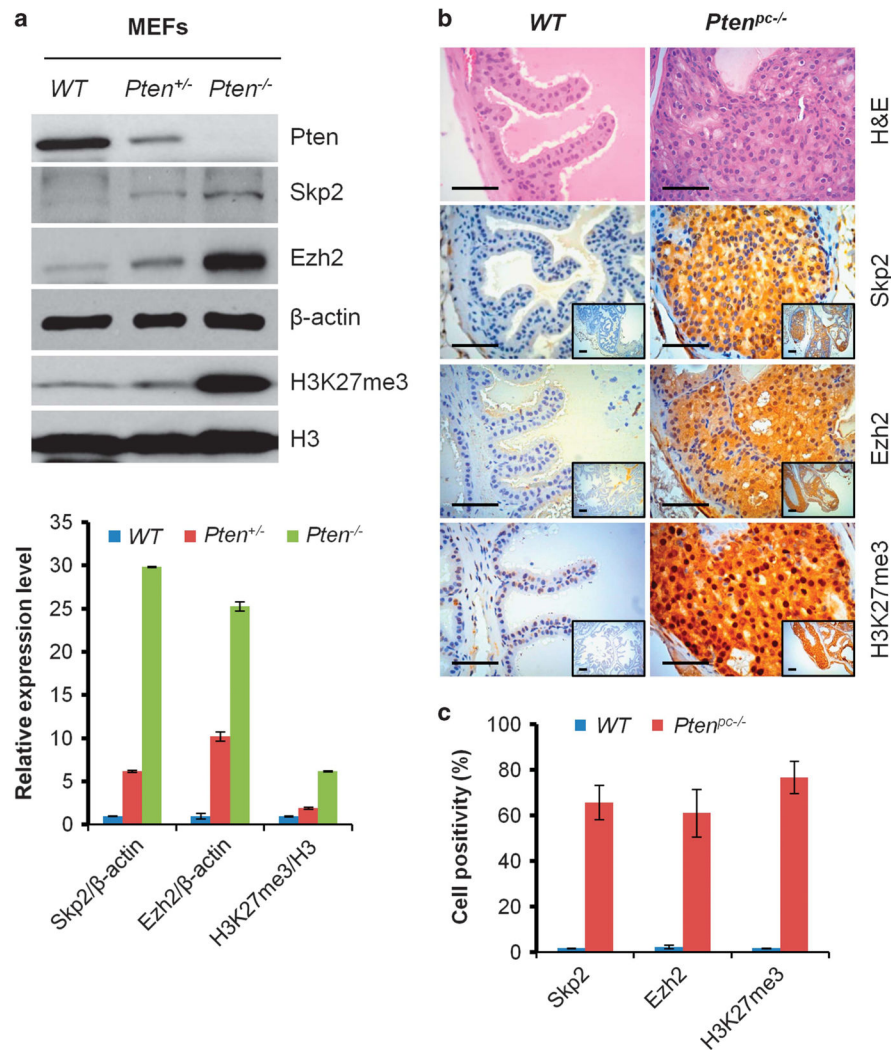 a
MEFs
WT Pten+/- Pten-/-
Pten
Skp2
Ezh2
β-actin
H3K27me3
H3
WT Pten+/- Pten-/-
Relative expression level
35
30
25
20
15
10
5
0
Skp2/β-actin
Ezh2/β-actin
H3K27me3/H3
b
WT Ptenpc-/-
H&E
Skp2
Ezh2
H3K27me3
c
WT Ptenpc-/-
Cell positivity (%)
100
80
60
40
20
0
Skp2
Ezh2
H3K27me3